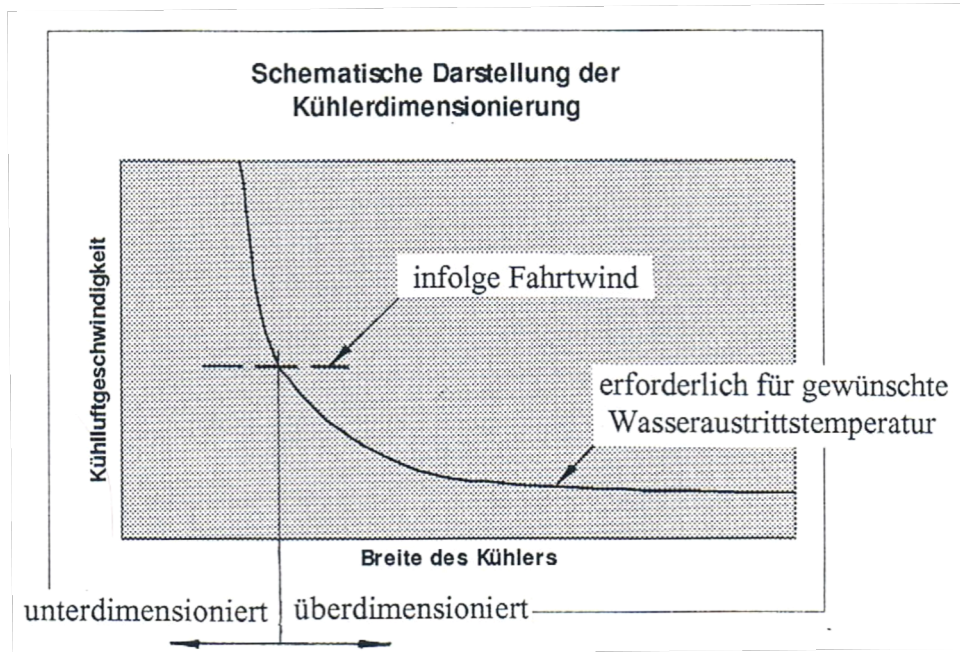 Schematische Darstellung der
Kühlerdimensionierung
Kühlluftgeschwindigkeit
infolge Fahrtwind
erforderlich für gewünschte
Wasseraustrittstemperatur
Breite des Kühlers
unterdimensioniert
überdimensioniert